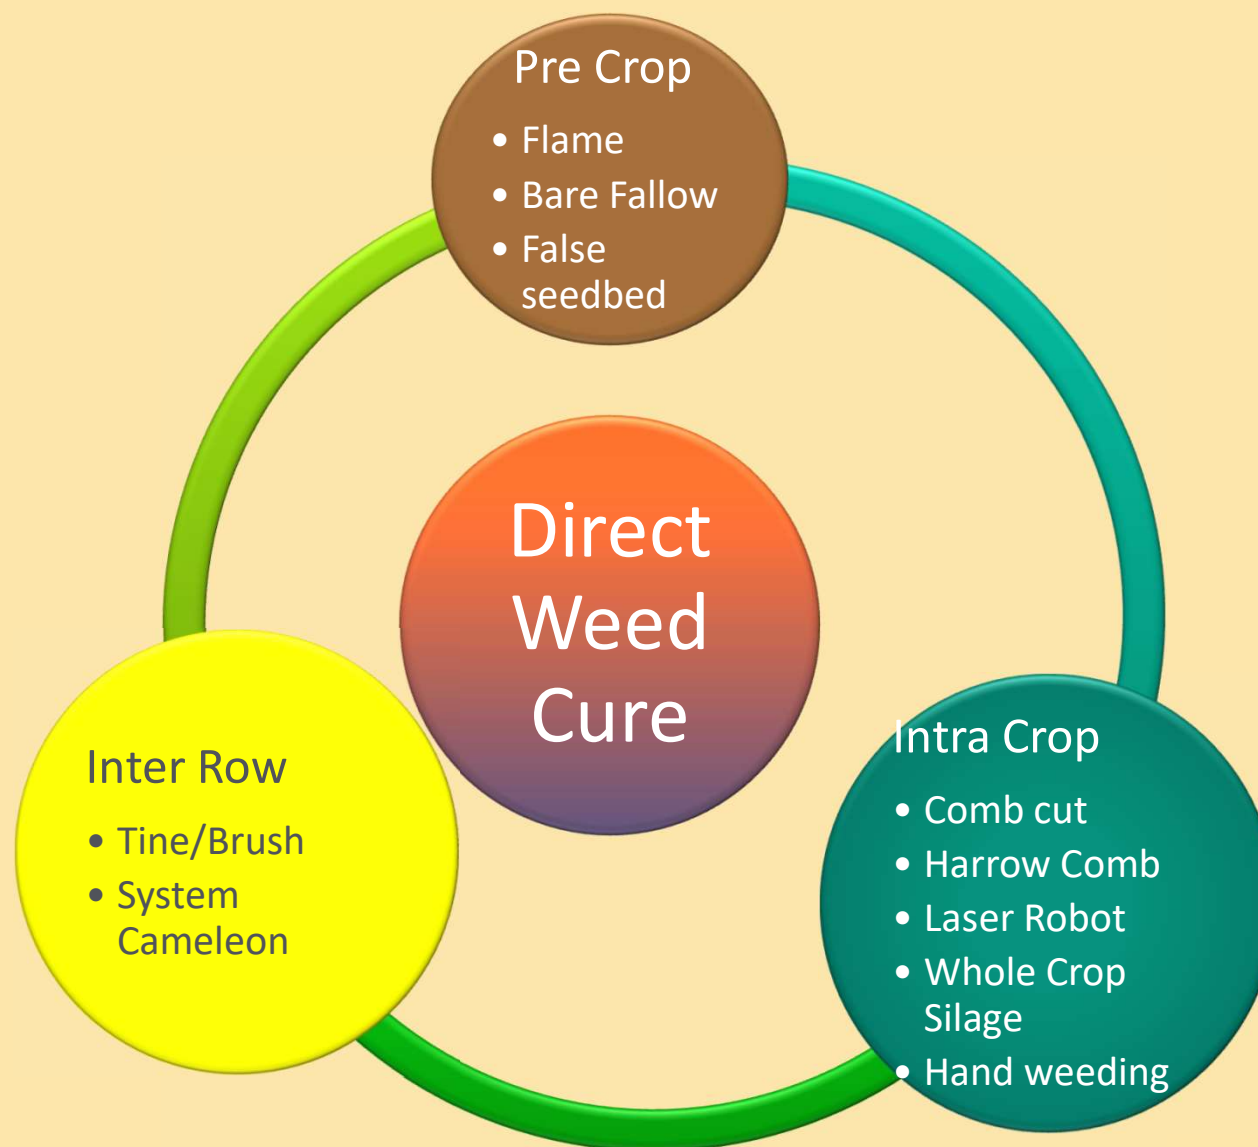 Pre Crop
• Flame
• Bare Fallow
• False
seedbed
Direct
Weed
Cure
Inter Row
• Tine/Brush
• System
Cameleon
Intra Crop
• Comb cut
• Harrow Comb
• Laser Robot
• Whole Crop
Silage
• Hand weeding